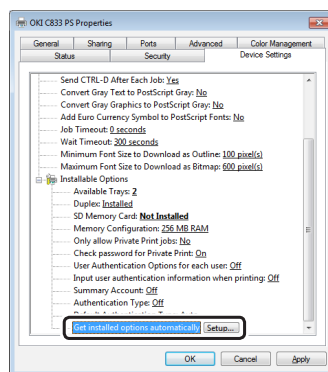 OKI C833 PS Properties
General Sharing Ports Advanced Color Management
Status Security Device Settings
Send CTRL-D After Each Job: Yes
Convert Gray Text to PostScript Gray: No
Convert Gray Graphics to PostScript Gray: No
Add Euro Currency Symbol to PostScript Fonts: No
Job Timeout: 0 seconds
Wait Timeout: 300 seconds
Minimum Font Size to Download as Outline: 100 pixel(s)
Maximum Font Size to Download as Bitmap: 600 pixel(s)
Installable Options
Available Trays: 2
Duplex: Installed
SD Memory Card: Not Installed
Memory Configuration: 256 MB RAM
Only allow Private Print jobs: No
Check password for Private Print: On
User Authentication Options for each user: Off
Input user authentication information when printing: Off
Summary Account: Off
Authentication Type: Off
Get installed options automatically Setup...
OK Cancel Apply